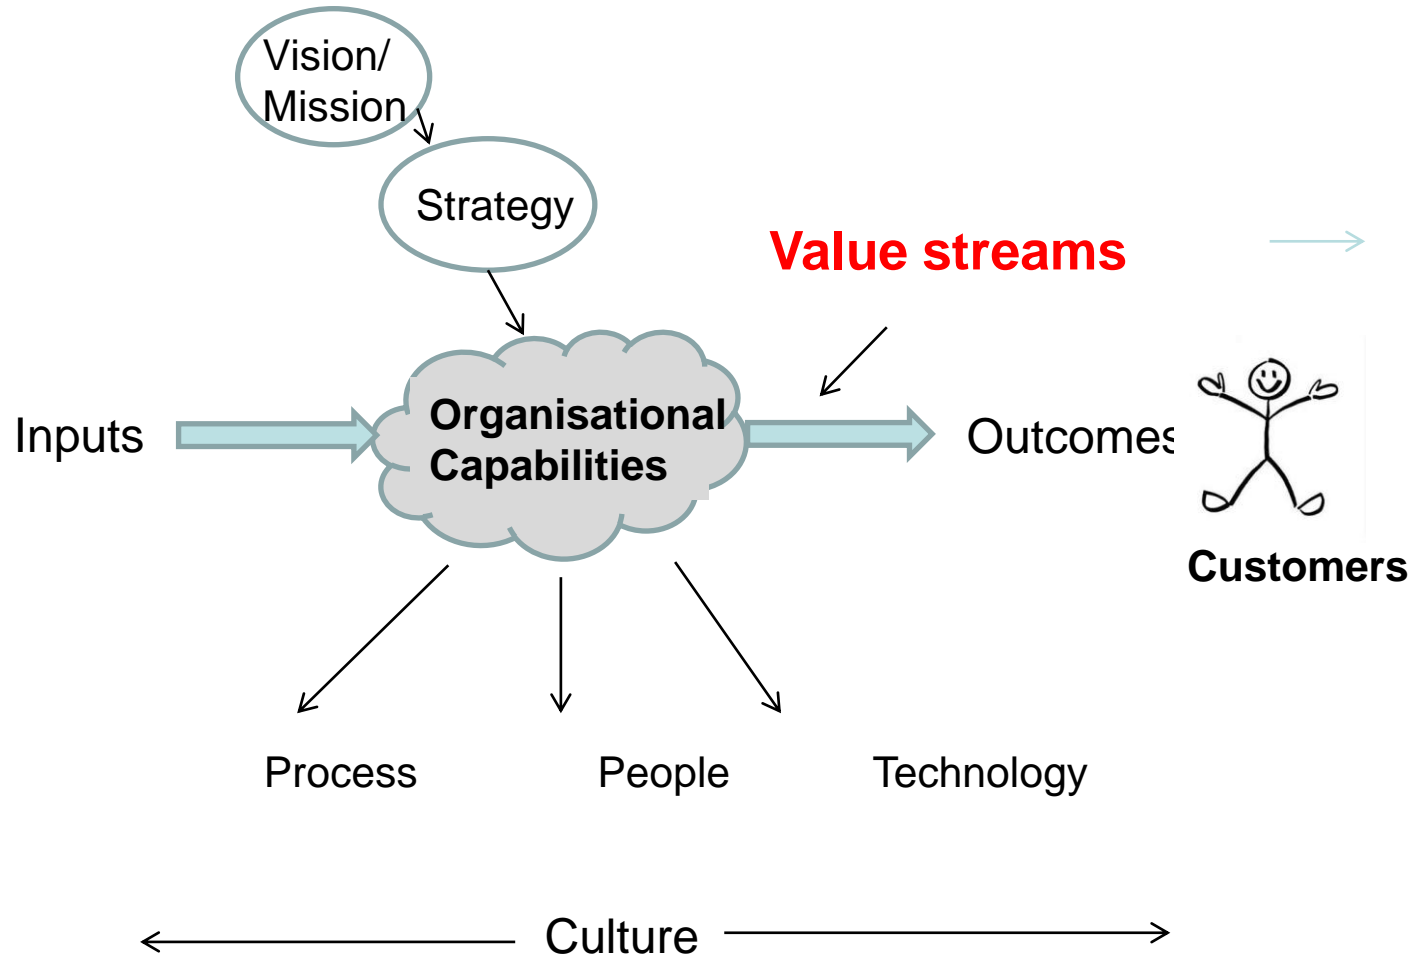 Vision/
Mission
Strategy
Value streams
Inputs
Organisational
Capabilities
Outcomes
Customers
Process
People
Technology
Culture